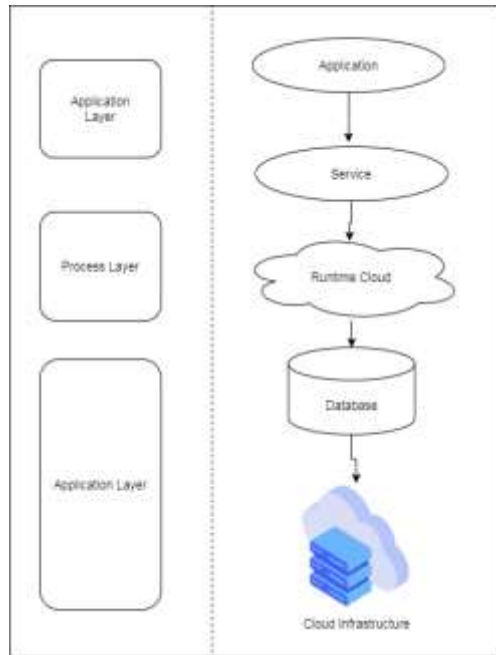 Application
Layer
Process Layer
Application Layer
Application
Service
Runtime Cloud
Database
Cloud Infrastructure